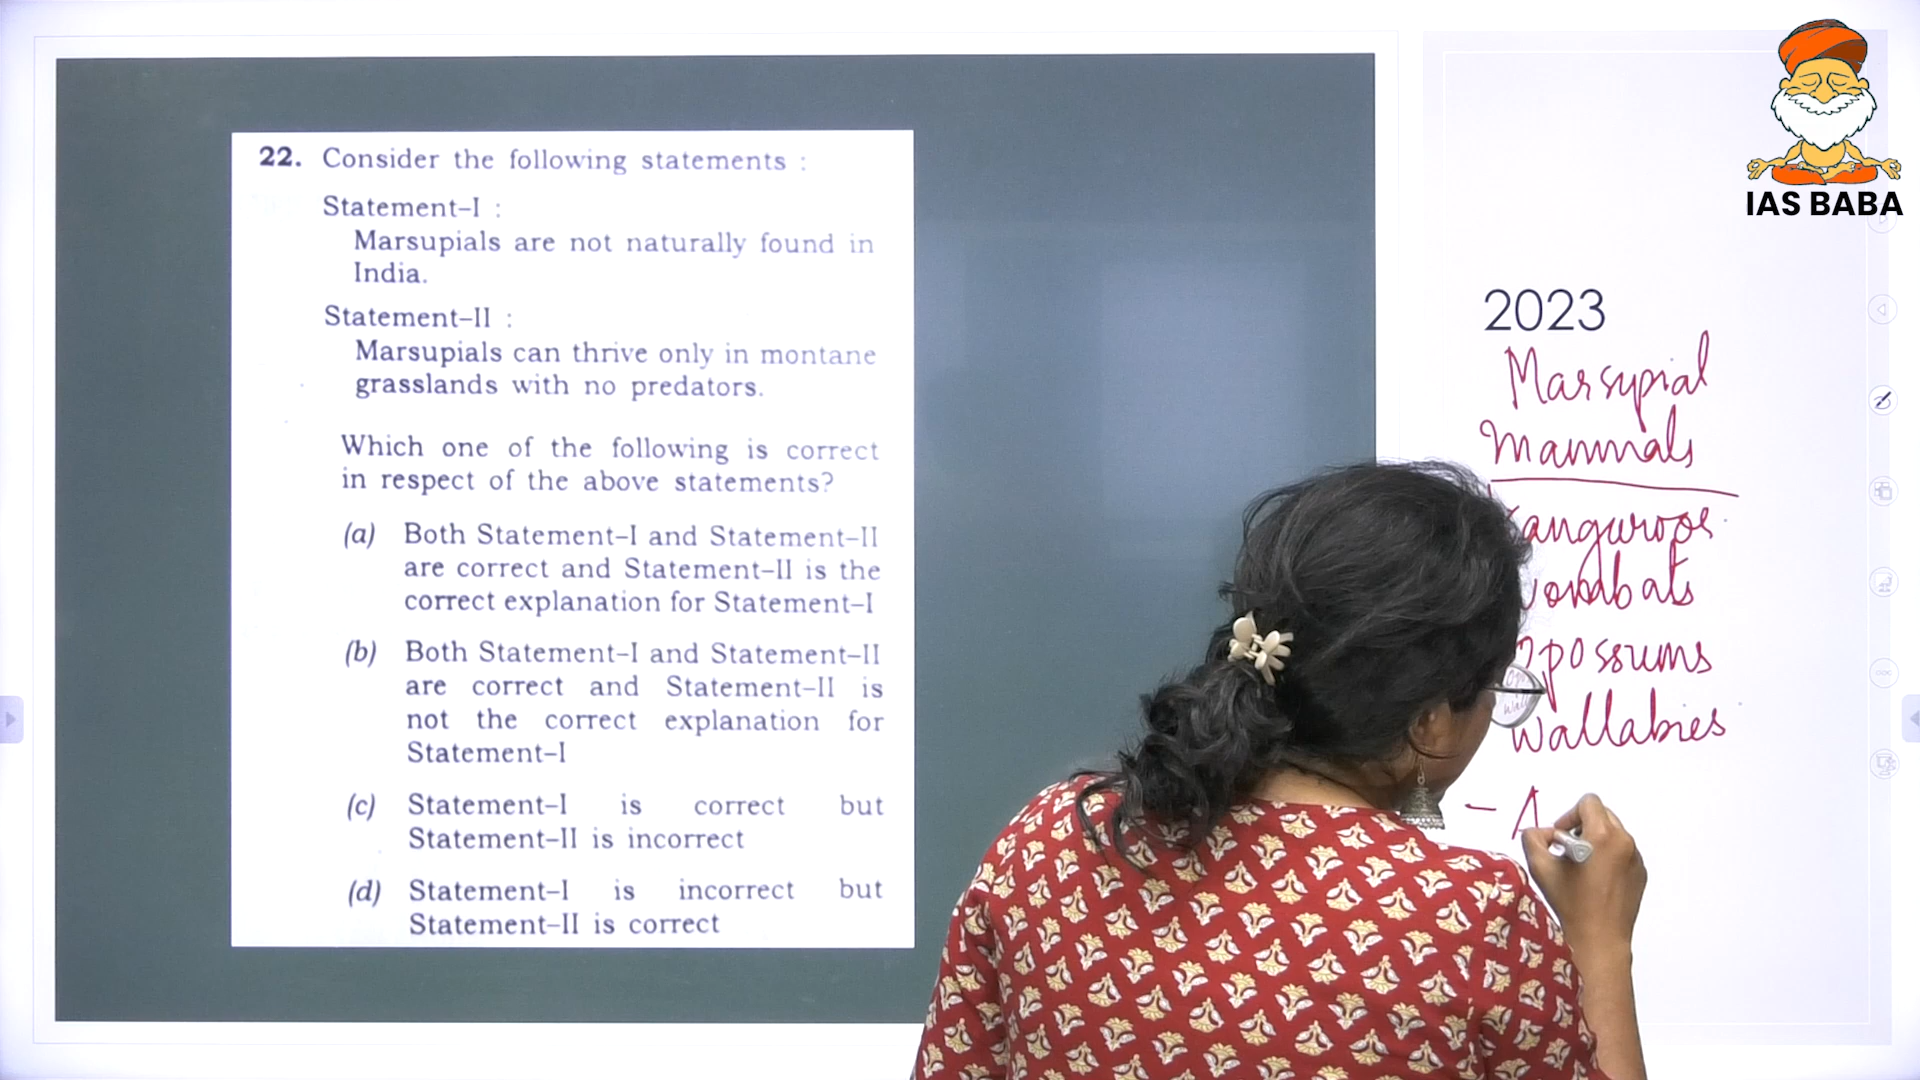 22. Consider the following statements :
Statement–I :
Marsupials are not naturally found in
India.
Statement–II :
Marsupials can thrive only in montane
grasslands with no predators.
Which one of the following is correct
in respect of the above statements?
(a) Both Statement–I and Statement–II
are correct and Statement–II is the
correct explanation for Statement–I
(b) Both Statement–I and Statement–II
are correct and Statement–II is
not the correct explanation for
Statement–I
(c) Statement–I is correct but
Statement–II is incorrect
(d) Statement–I is incorrect but
Statement–II is correct
IAS BABA
2023
Marsupial
Mammals
angaroos
ombats
opossums
Wallabies
– A